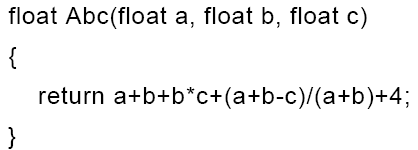 float Abc(float a, float b, float c)
{
return a+b+b*c+(a+b-c)/(a+b)+4;
}